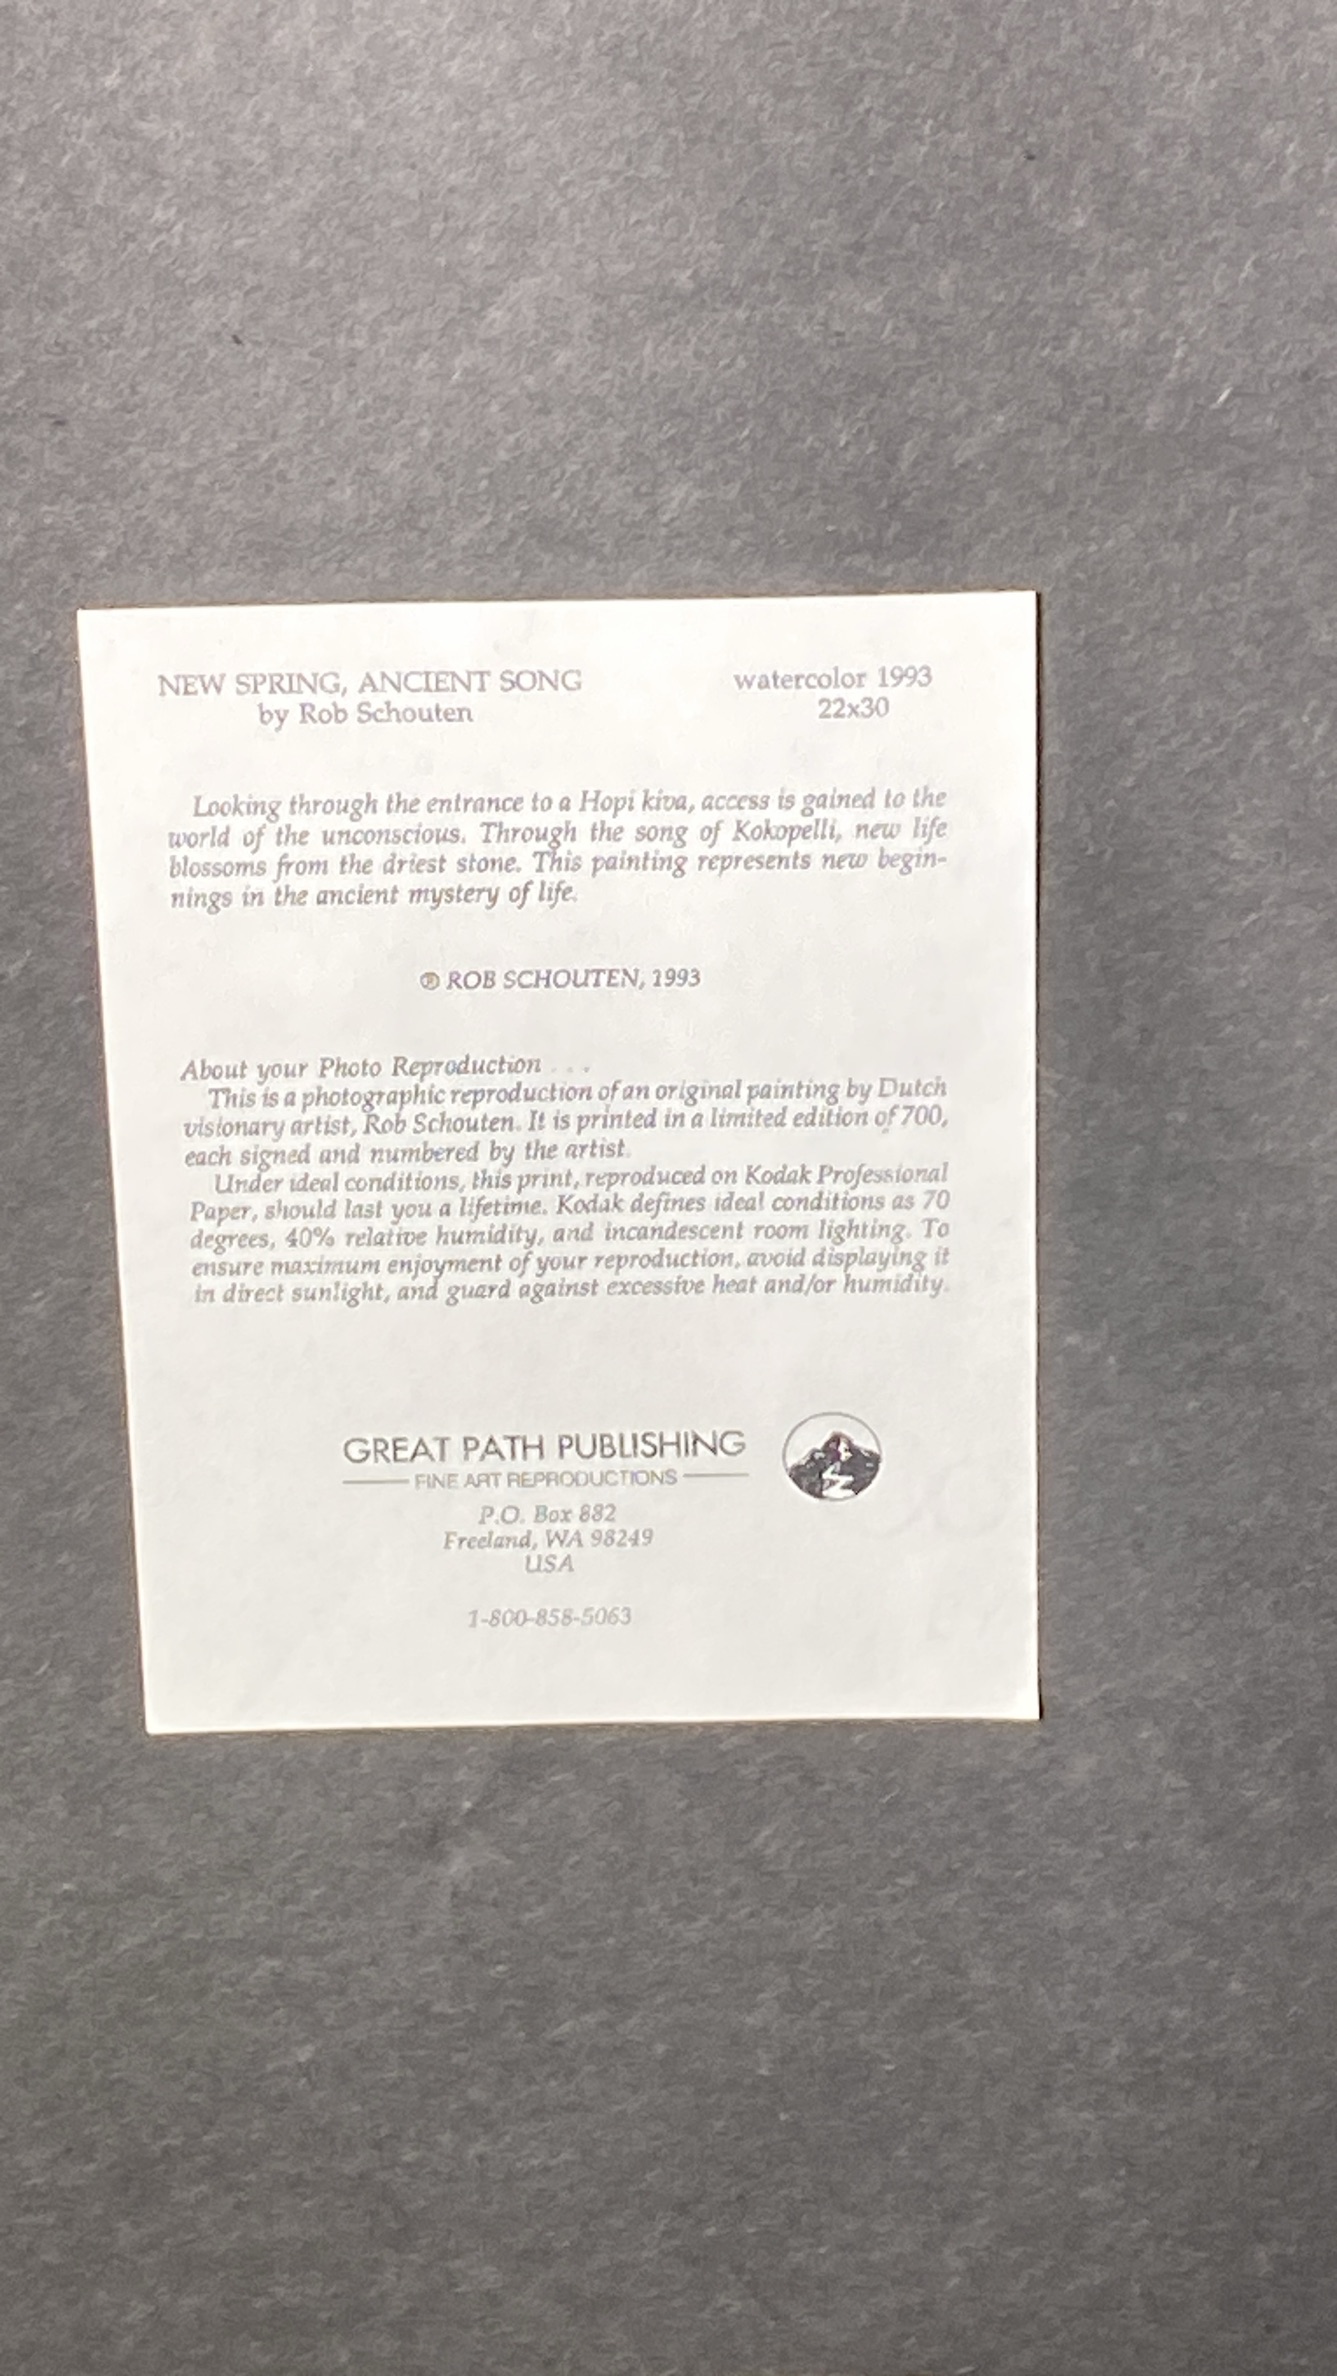 NEW SPRING, ANCIENT SONG
by Rob Schouten
watercolor 1993
22x30
Looking through the entrance to a Hopi kiva, access is gained to the
world of the unconscious. Through the song of Kokopelli, new life
blossoms from the driest stone. This painting represents new begin-
nings in the ancient mystery of life.
℗ ROB SCHOUTEN, 1993
About your Photo Reproduction . . .
This is a photographic reproduction of an original painting by Dutch
visionary artist, Rob Schouten. It is printed in a limited edition of 700,
each signed and numbered by the artist.
Under ideal conditions, this print, reproduced on Kodak Professional
Paper, should last you a lifetime. Kodak defines ideal conditions as 70
degrees, 40% relative humidity, and incandescent room lighting. To
ensure maximum enjoyment of your reproduction, avoid displaying it
in direct sunlight, and guard against excessive heat and/or humidity.
GREAT PATH PUBLISHING
FINE ART REPRODUCTIONS
P.O. Box 882
Freeland, WA 98249
USA
1-800-858-5063